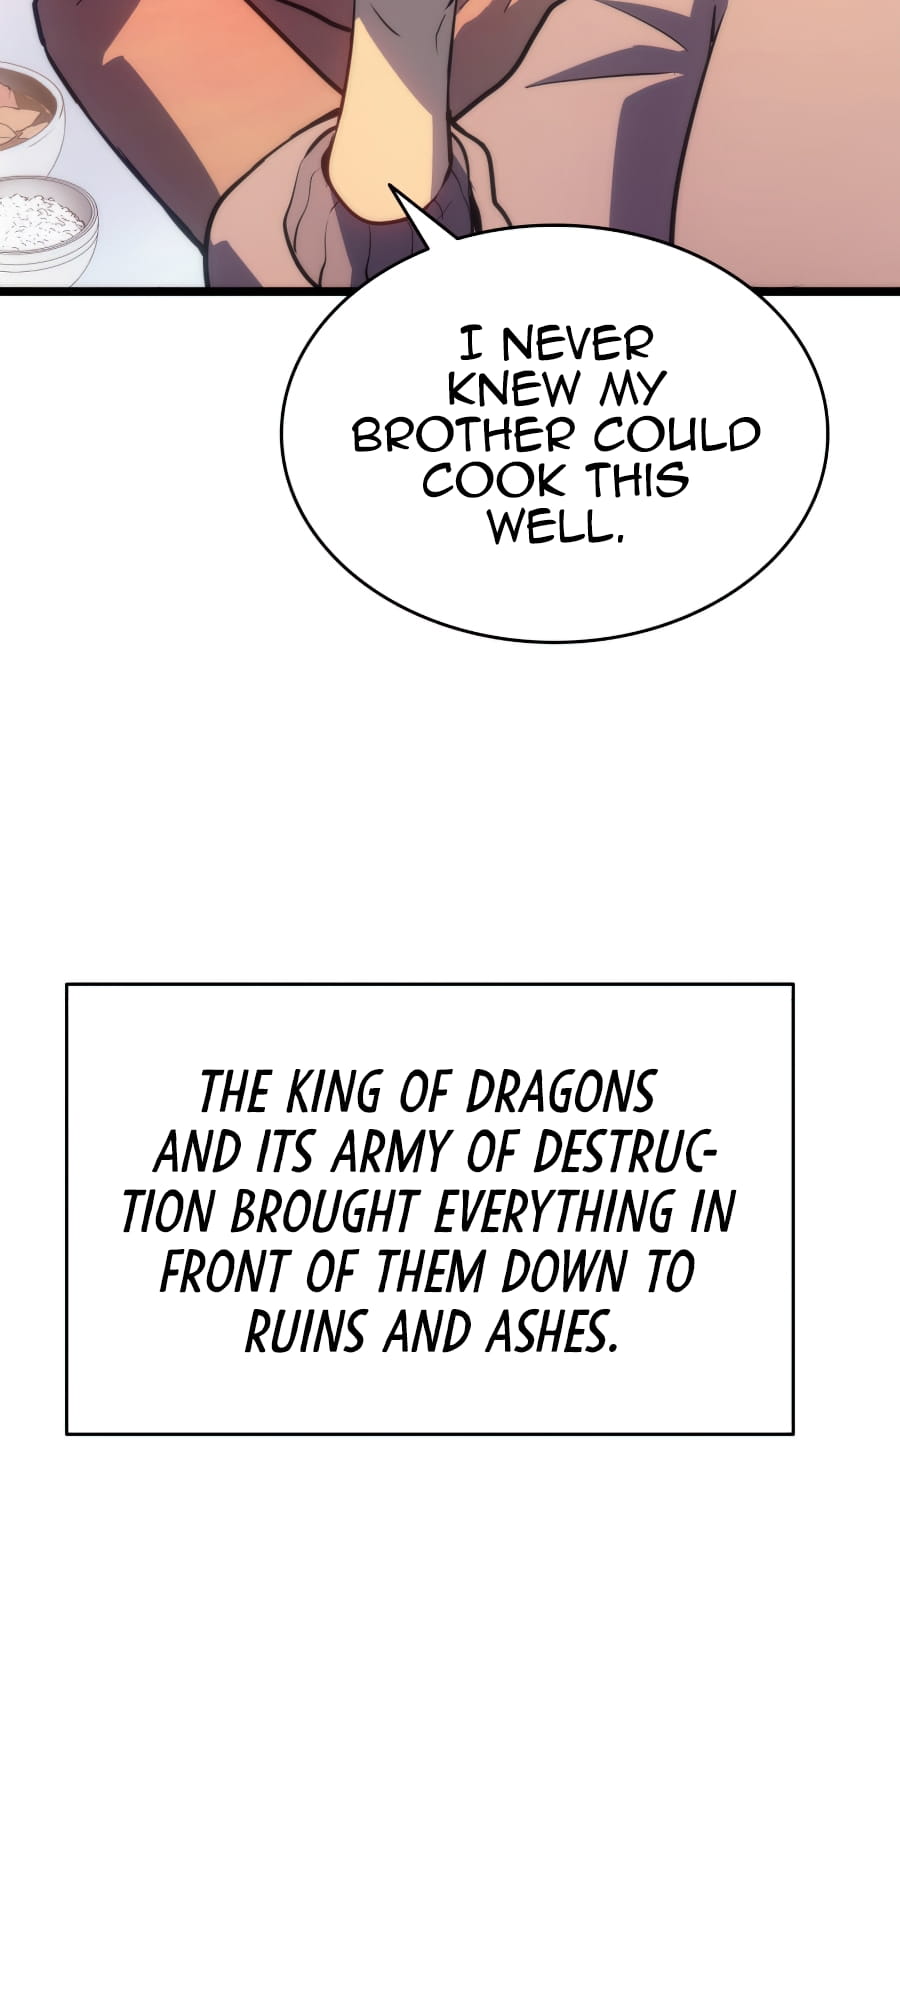 I NEVER
KNEW MY
BROTHER COULD
COOK THIS
WELL.
THE KING OF DRAGONS
AND ITS ARMY OF DESTRUC-
TION BROUGHT EVERYTHING IN
FRONT OF THEM DOWN TO
RUINS AND ASHES.